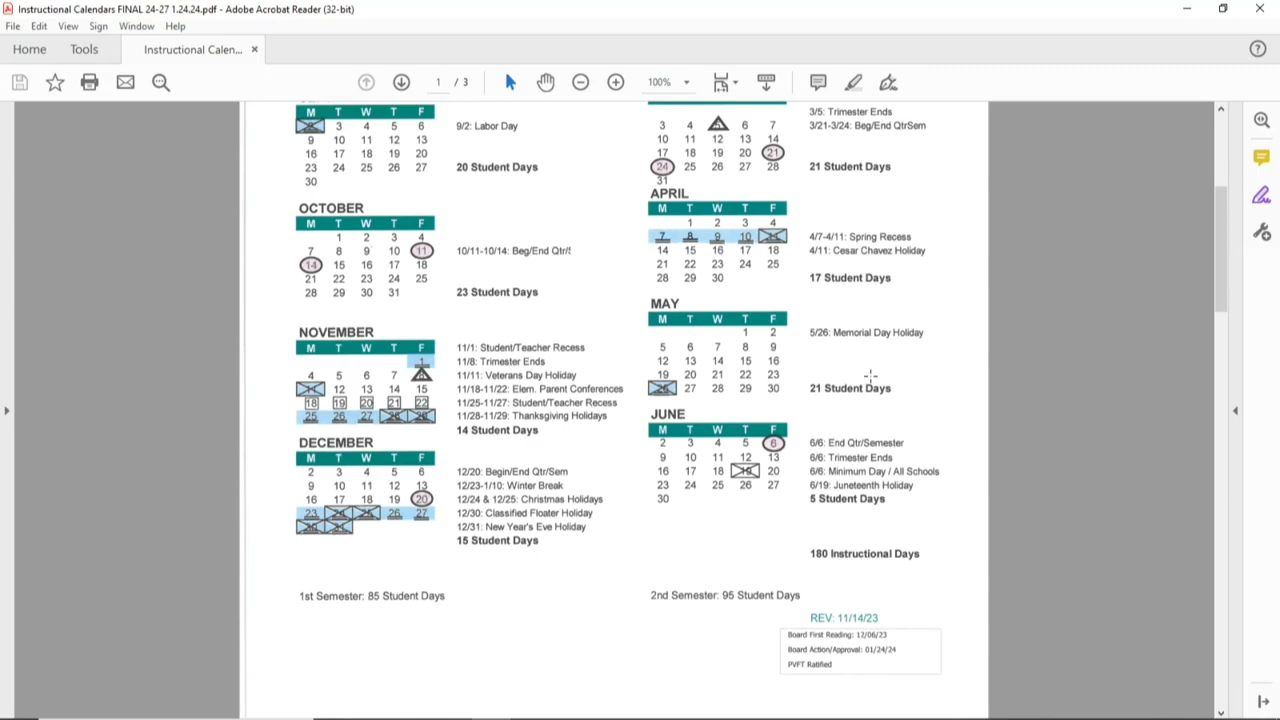 Instructional Calendars FINAL 24-27 1.24.24.pdf - Adobe Acrobat Reader (32-bit)
File Edit View Sign Window Help
Home Tools Instructional Calen... ×
1 / 3 100%
M T W T F
3 4 5 6
9 10 11 12 13
16 17 18 19 20
23 24 25 26 27
30
9/2: Labor Day
20 Student Days
OCTOBER
M T W T F
1 2 3 4
7 8 9 10 11
14 15 16 17 18
21 22 23 24 25
28 29 30 31
10/11-10/14: Beg/End Qtr/
23 Student Days
NOVEMBER
M T W T F
1
4 5 6 7
12 13 14 15
18 19 20 21 22
25 26 27 28 29
11/1: Student/Teacher Recess
11/8: Trimester Ends
11/11: Veterans Day Holiday
11/18-11/22: Elem. Parent Conferences
11/25-11/27: Student/Teacher Recess
11/28-11/29: Thanksgiving Holidays
14 Student Days
DECEMBER
M T W T F
2 3 4 5 6
9 10 11 12 13
16 17 18 19 20
23 24 25 26 27
30 31
12/20: Begin/End Qtr/Sem
12/23-1/10: Winter Break
12/24 & 12/25: Christmas Holidays
12/30: Classified Floater Holiday
12/31: New Year's Eve Holiday
15 Student Days
1st Semester: 85 Student Days
3 4 6 7
10 11 12 13 14
17 18 19 20 21
24 25 26 27 28
31
3/5: Trimester Ends
3/21-3/24: Beg/End QtrSem
21 Student Days
APRIL
M T W T F
1 2 3 4
7 8 9 10 11
14 15 16 17 18
21 22 23 24 25
28 29 30
4/7-4/11: Spring Recess
4/11: Cesar Chavez Holiday
17 Student Days
MAY
M T W T F
1 2
5 6 7 8 9
12 13 14 15 16
19 20 21 22 23
26 27 28 29 30
5/26: Memorial Day Holiday
21 Student Days
JUNE
M T W T F
2 3 4 5 6
9 10 11 12 13
16 17 18 19 20
23 24 25 26 27
30
6/6: End Qtr/Semester
6/6: Trimester Ends
6/6: Minimum Day / All Schools
6/19: Juneteenth Holiday
5 Student Days
180 Instructional Days
2nd Semester: 95 Student Days
REV: 11/14/23
Board First Reading: 12/06/23
Board Action/Approval: 01/24/24
PVFT Ratified